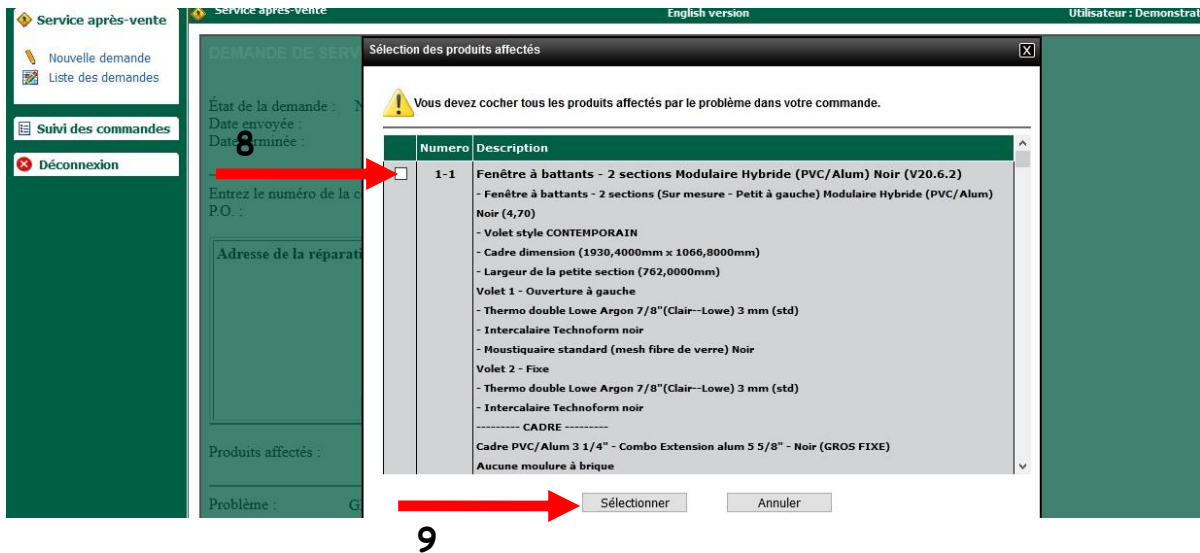 Service après-vente
Nouvelle demande
Liste des demandes
Suivi des commandes
Déconnexion
Service après-vente English version Utilisateur : Demonstrat
DEMANDE DE SERV
État de la demande : N
Date envoyée :
Date terminée :
8
Entrez le numéro de la c
P.O. :
Adresse de la réparati
Produits affectés :
Problème : G
Sélection des produits affectés X
Vous devez cocher tous les produits affectés par le problème dans votre commande.
Numero Description
1-1 Fenêtre à battants - 2 sections Modulaire Hybride (PVC/Alum) Noir (V20.6.2)
- Fenêtre à battants - 2 sections (Sur mesure - Petit à gauche) Modulaire Hybride (PVC/Alum)
Noir (4,70)
- Volet style CONTEMPORAIN
- Cadre dimension (1930,4000mm x 1066,8000mm)
- Largeur de la petite section (762,0000mm)
Volet 1 - Ouverture à gauche
- Thermo double Lowe Argon 7/8"(Clair--Lowe) 3 mm (std)
- Intercalaire Technoform noir
- Moustiquaire standard (mesh fibre de verre) Noir
Volet 2 - Fixe
- Thermo double Lowe Argon 7/8"(Clair--Lowe) 3 mm (std)
- Intercalaire Technoform noir
--------- CADRE ---------
Cadre PVC/Alum 3 1/4" - Combo Extension alum 5 5/8" - Noir (GROS FIXE)
Aucune moulure à brique
Sélectionner Annuler
9